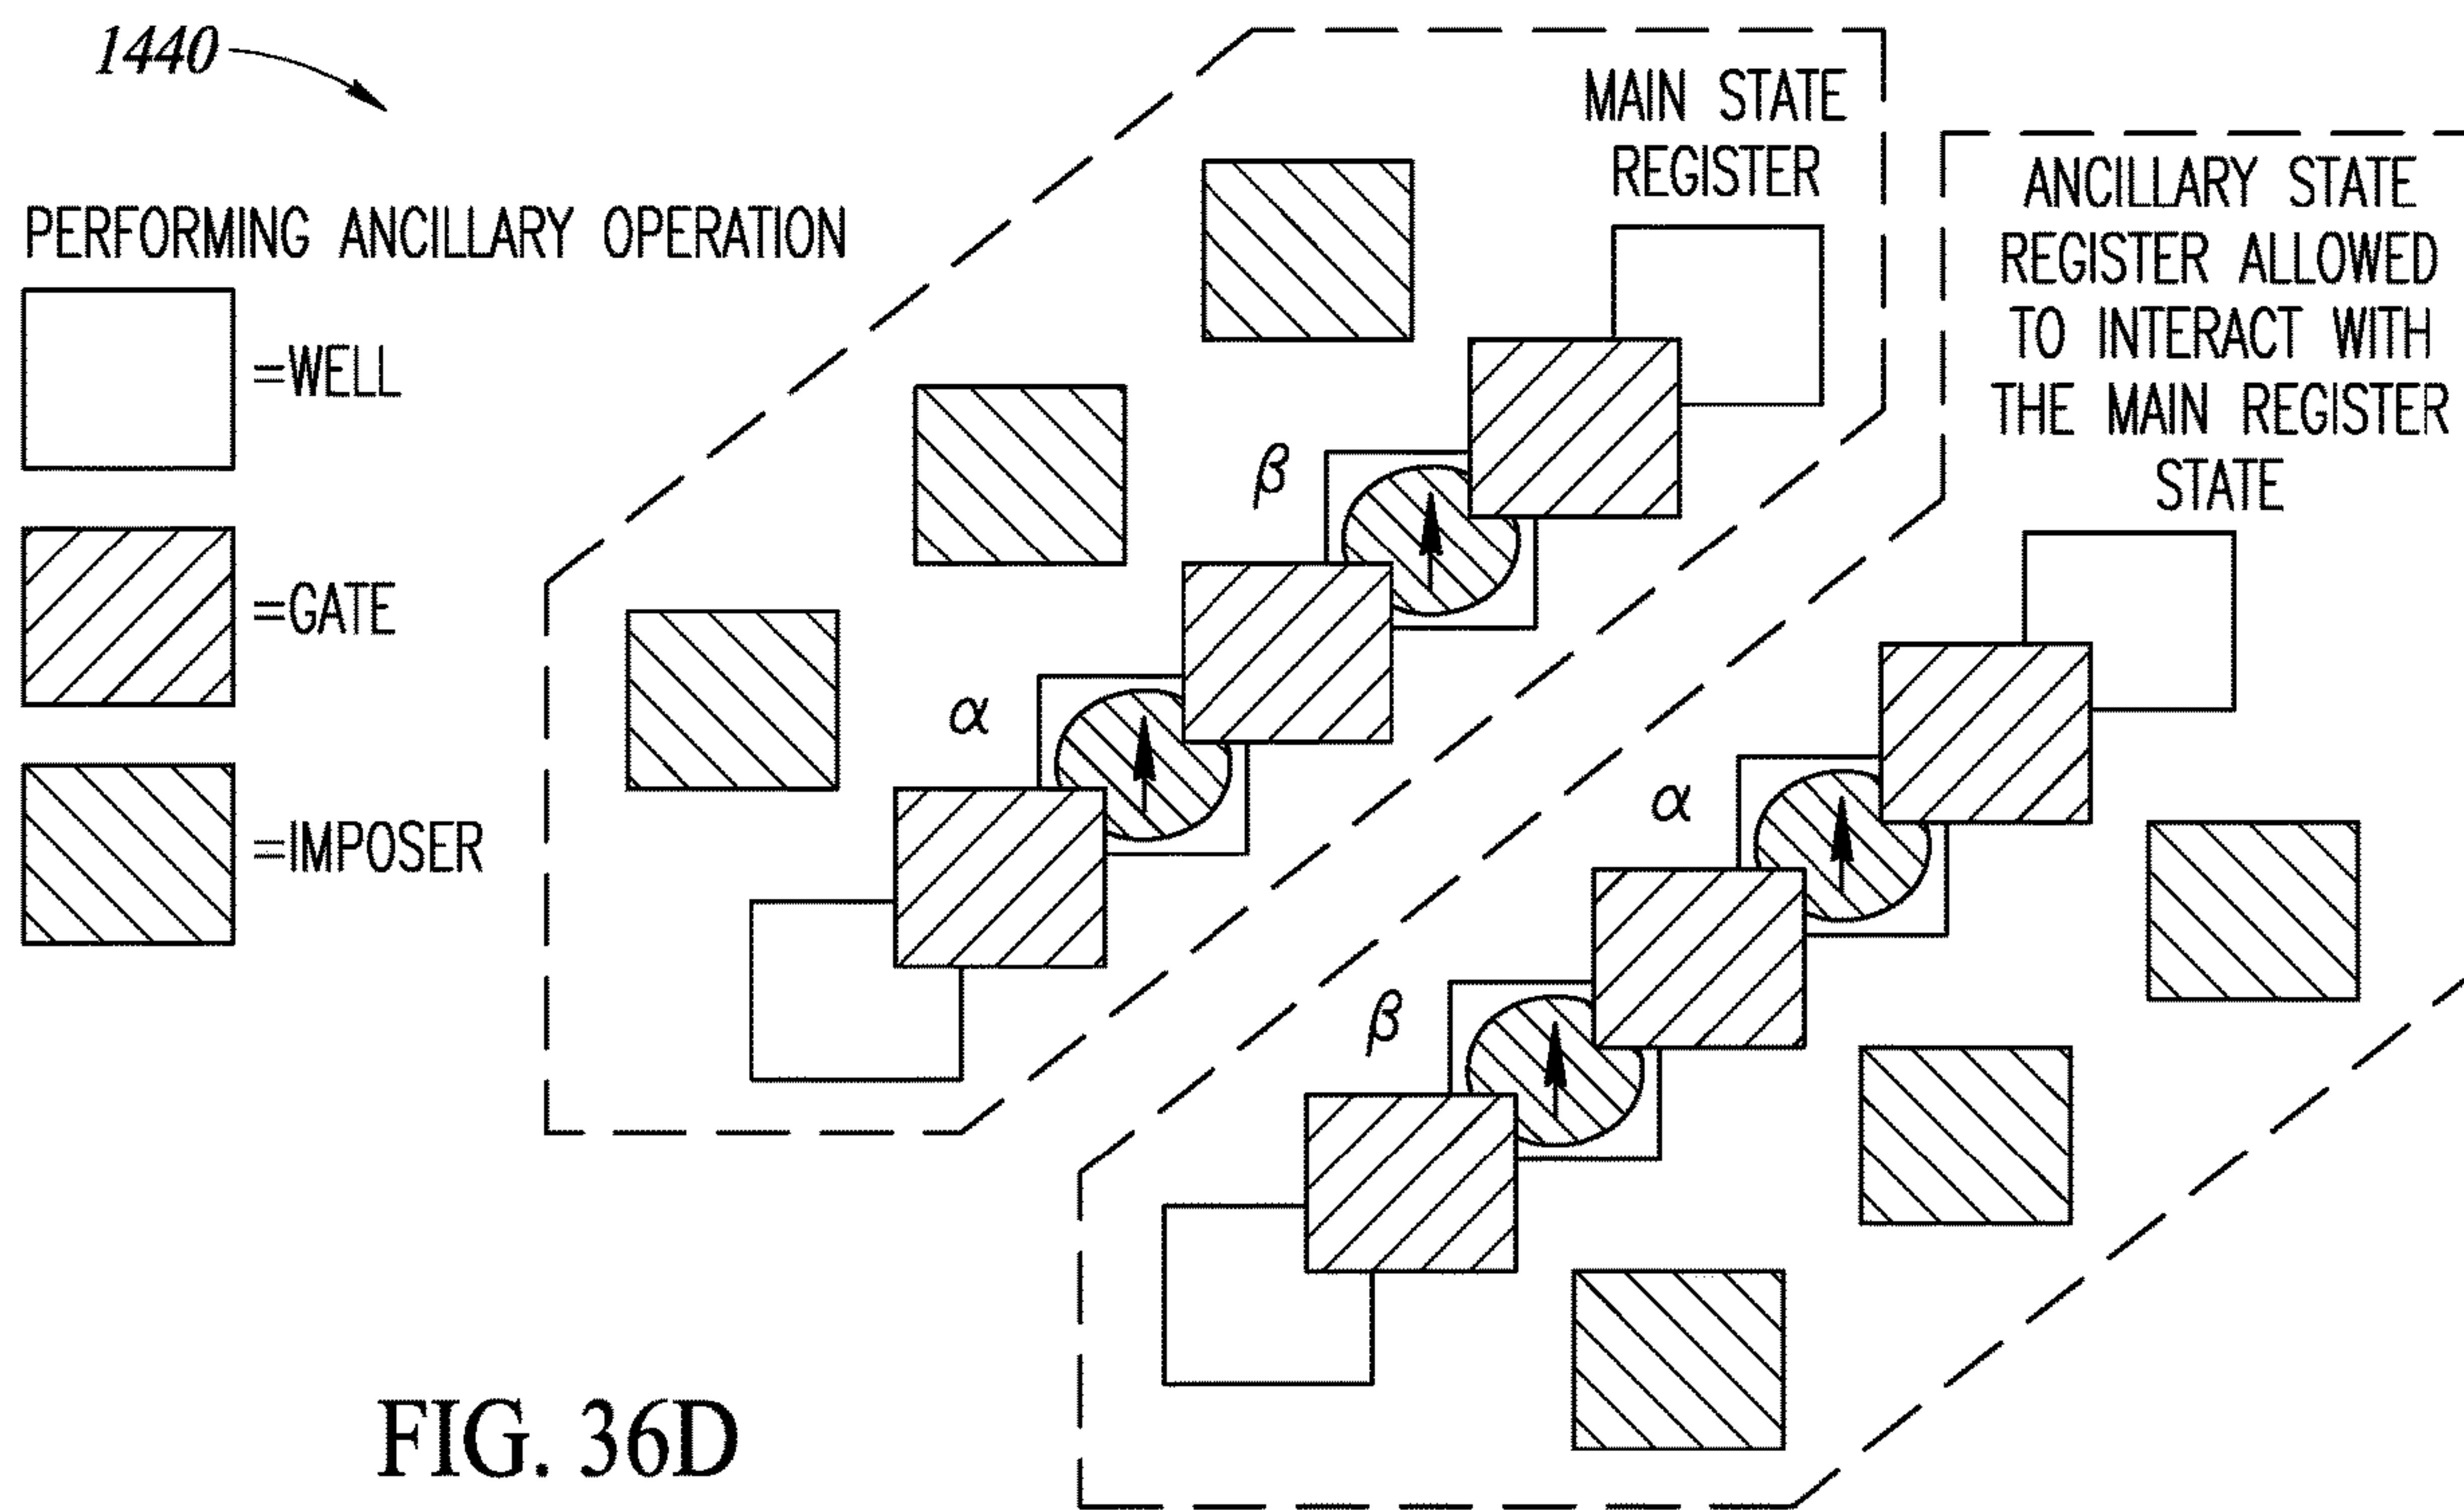 1440
PERFORMING ANCILLARY OPERATION
=WELL
=GATE
=IMPOSER
MAIN STATE
REGISTER
β
α
ANCILLARY STATE
REGISTER ALLOWED
TO INTERACT WITH
THE MAIN REGISTER
STATE
α
β
FIG. 36D